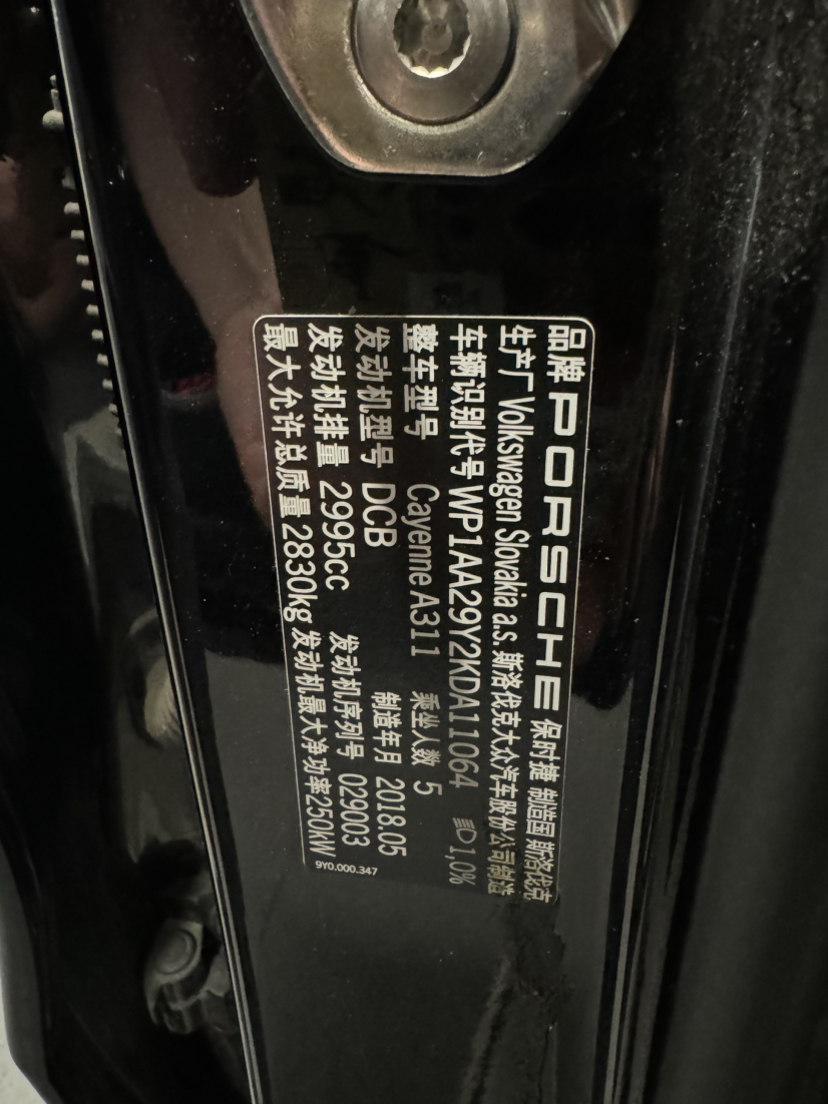 品牌 PORSCHE 保时捷 制造国 斯洛伐克
生产厂 Volkswagen Slovakia a.s. 斯洛伐克大众汽车股份公司制造
车辆识别代号 WP1AA29Y2KDA11064 1,0%
整车型号 Cayenne A311 乘坐人数 5
发动机型号 DCB 制造年月 2018.05
发动机排量 2995cc 发动机序列号 029003
最大允许总质量 2830kg 发动机最大净功率250kW
9Y0.000.347